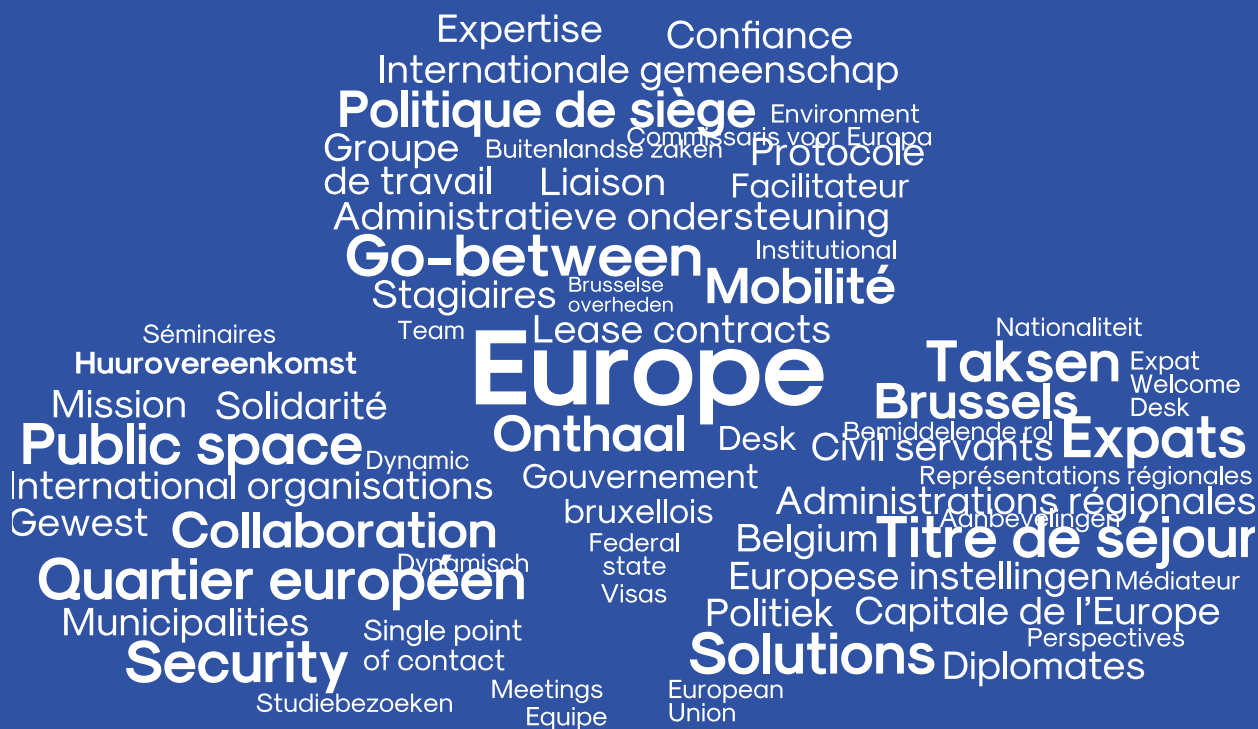 Expertise
Confiance
Internationale gemeenschap
Politique de siège
Environment
Commissaris voor Europa
Groupe
de travail
Buitenlandse zaken
Protocole
Liaison
Facilitateur
Administratieve ondersteuning
Go-between
Institutional
Stagiaires
Brusselse
overheden
Mobilité
Team
Lease contracts
Europe
Séminaires
Huurovereenkomst
Mission
Solidarité
Public space
Dynamic
International organisations
Gewest
Collaboration
Dynamisch
Quartier européen
Municipalities
Single point
of contact
Security
Studiebezoeken
Onthaal
Desk
Gouvernement
bruxellois
Federal
state
Visas
Meetings
Equipe
European
Union
Nationaliteit
Taksen
Expat
Welcome
Desk
Brussels
Bemiddelende rol
Civil servants
Expats
Représentations régionales
Administrations régionales
Aanbevelingen
Belgium
Titre de séjour
Europese instellingen
Médiateur
Politiek
Capitale de l'Europe
Perspectives
Solutions
Diplomates